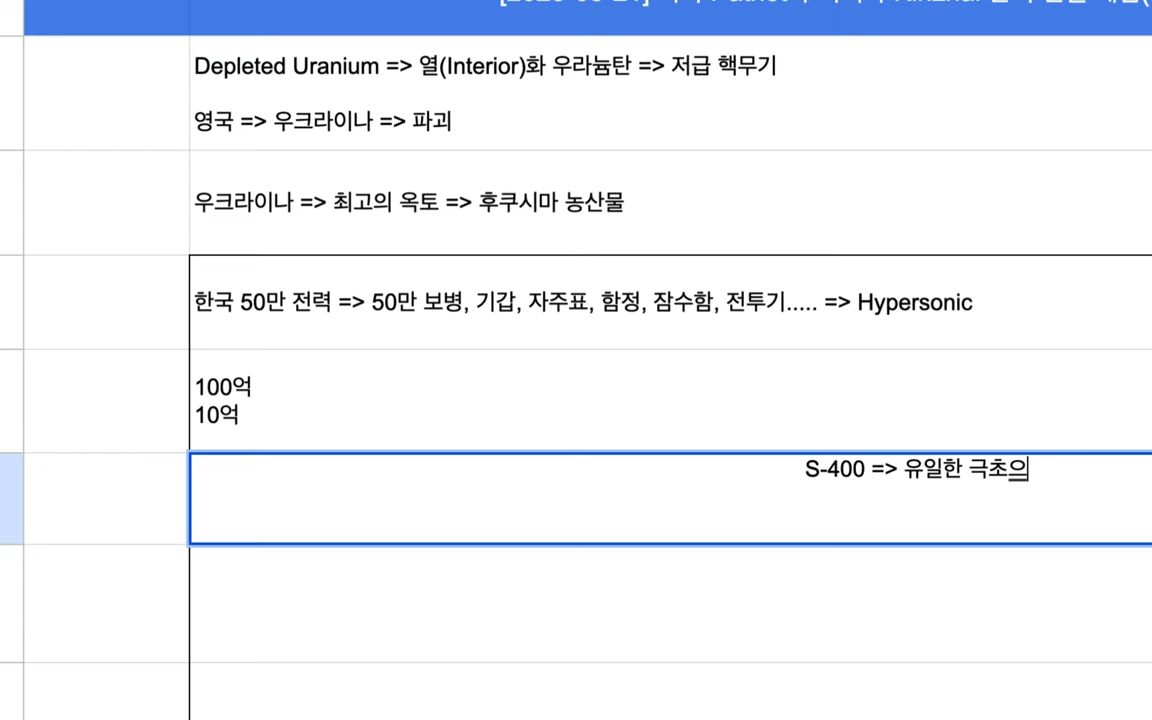 Depleted Uranium => 열(Interior)화 우라늄탄 => 저급 핵무기
영국 => 우크라이나 => 파괴
우크라이나 => 최고의 옥토 => 후쿠시마 농산물
한국 50만 전력 => 50만 보병, 기갑, 자주표, 함정, 잠수함, 전투기..... => Hypersonic
100억
10억
S-400 => 유일한 극초으